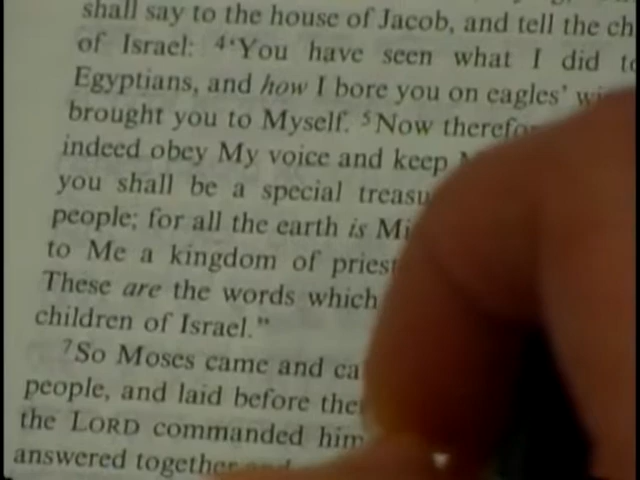 shall say to the house of Jacob, and tell the ch
of Israel: 4‘You have seen what I did to
Egyptians, and how I bore you on eagles’ wi
brought you to Myself. 5Now therefo
indeed obey My voice and keep
you shall be a special treasu
people; for all the earth is Mi
to Me a kingdom of priest
These are the words which
children of Israel.”
7So Moses came and ca
people, and laid before the
the LORD commanded him
answered together